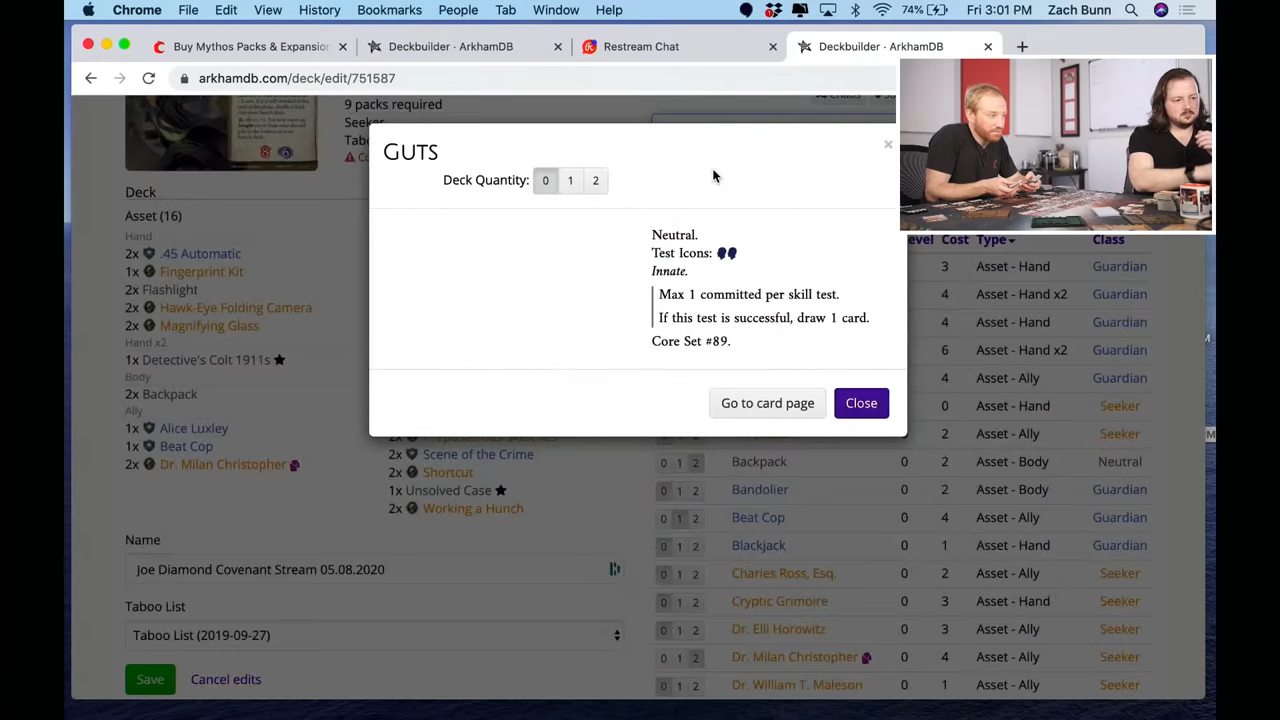 Chrome File Edit View History Bookmarks People Tab Window Help 74% Fri 3:01 PM Zach Bunn
Buy Mythos Packs & Expansion Deckbuilder · ArkhamDB Restream Chat Deckbuilder · ArkhamDB
arkhamdb.com/deck/edit/751587
9 packs required
Seeker
Deck
Asset (16)
Hand
2x .45 Automatic
2x Fingerprint Kit
2x Flashlight
2x Hawk-Eye Folding Camera
2x Magnifying Glass
Hand x2
1x Detective's Colt 1911s
Body
2x Backpack
Ally
1x Alice Luxley
1x Beat Cop
2x Dr. Milan Christopher
Scene of the Crime
Shortcut
1x Unsolved Case
2x Working a Hunch
Name
Joe Diamond Covenant Stream 05.08.2020
Taboo List
Taboo List (2019-09-27)
Save Cancel edits
Guts
Deck Quantity: 0 1 2
Neutral.
Test Icons:
Innate.
Max 1 committed per skill test.
If this test is successful, draw 1 card.
Core Set #89.
Go to card page Close
Cost Type Class
3 Asset - Hand Guardian
4 Asset - Hand x2 Guardian
4 Asset - Hand Guardian
6 Asset - Hand x2 Guardian
4 Asset - Ally Guardian
0 Asset - Hand Seeker
2 Asset - Ally Seeker
0 1 2 Backpack 0 2 Asset - Body Neutral
0 1 2 Bandolier 0 2 Asset - Body Guardian
0 1 2 Beat Cop 0 4 Asset - Ally Guardian
0 1 2 Blackjack 0 1 Asset - Hand Guardian
0 1 2 Charles Ross, Esq. 0 2 Asset - Ally Seeker
0 1 2 Cryptic Grimoire 0 3 Asset - Hand Seeker
0 1 2 Dr. Elli Horowitz 0 3 Asset - Ally Seeker
0 1 2 Dr. Milan Christopher 0 4 Asset - Ally Seeker
0 1 2 Dr. William T. Maleson 0 Asset - Ally Seeker